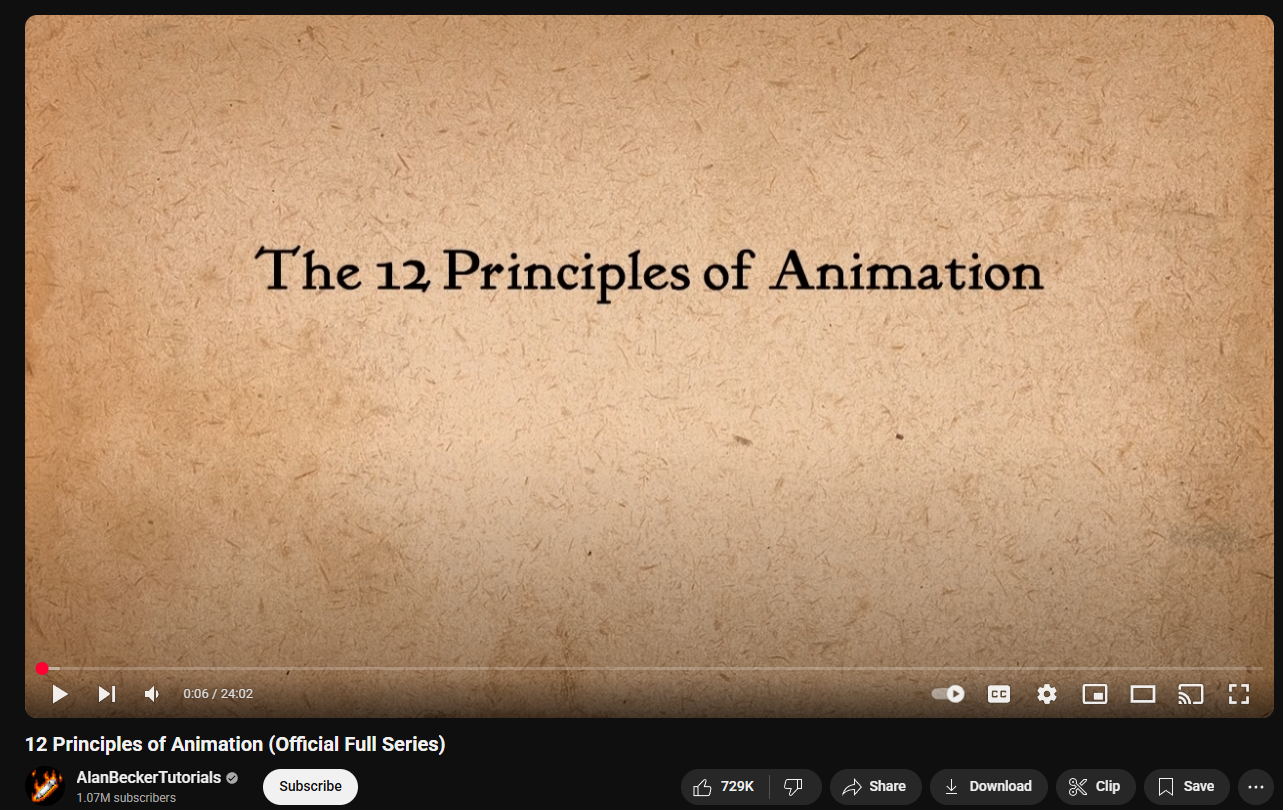 The 12 Principles of Animation
0:06 / 24:02
CC
12 Principles of Animation (Official Full Series)
AlanBeckerTutorials
1.07M subscribers
Subscribe
729K
Share
Download
Clip
Save